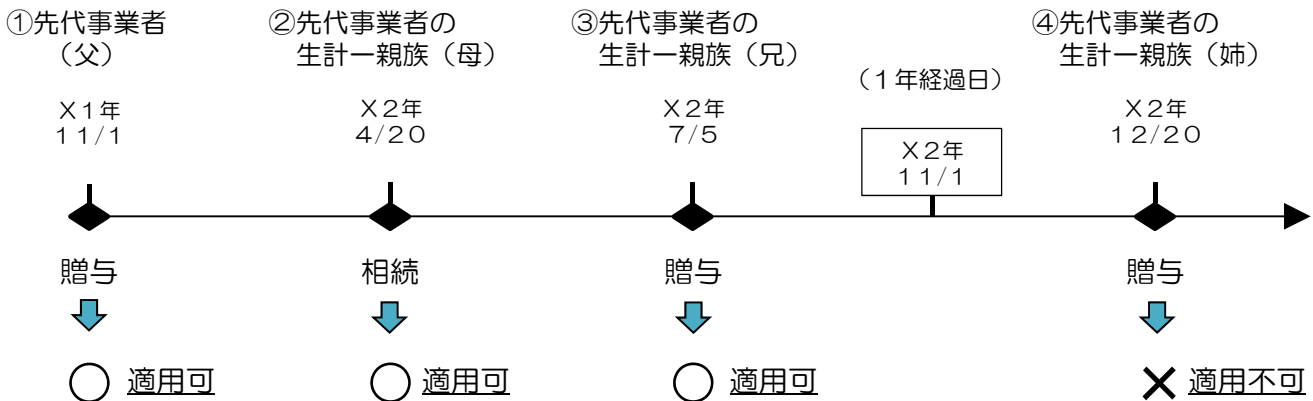 ①先代事業者
（父）
X1年
11/1
贈与
○ 適用可
②先代事業者の
生計一親族（母）
X2年
4/20
相続
○ 適用可
③先代事業者の
生計一親族（兄）
X2年
7/5
贈与
○ 適用可
（1年経過日）
X2年
11/1
④先代事業者の
生計一親族（姉）
X2年
12/20
贈与
× 適用不可